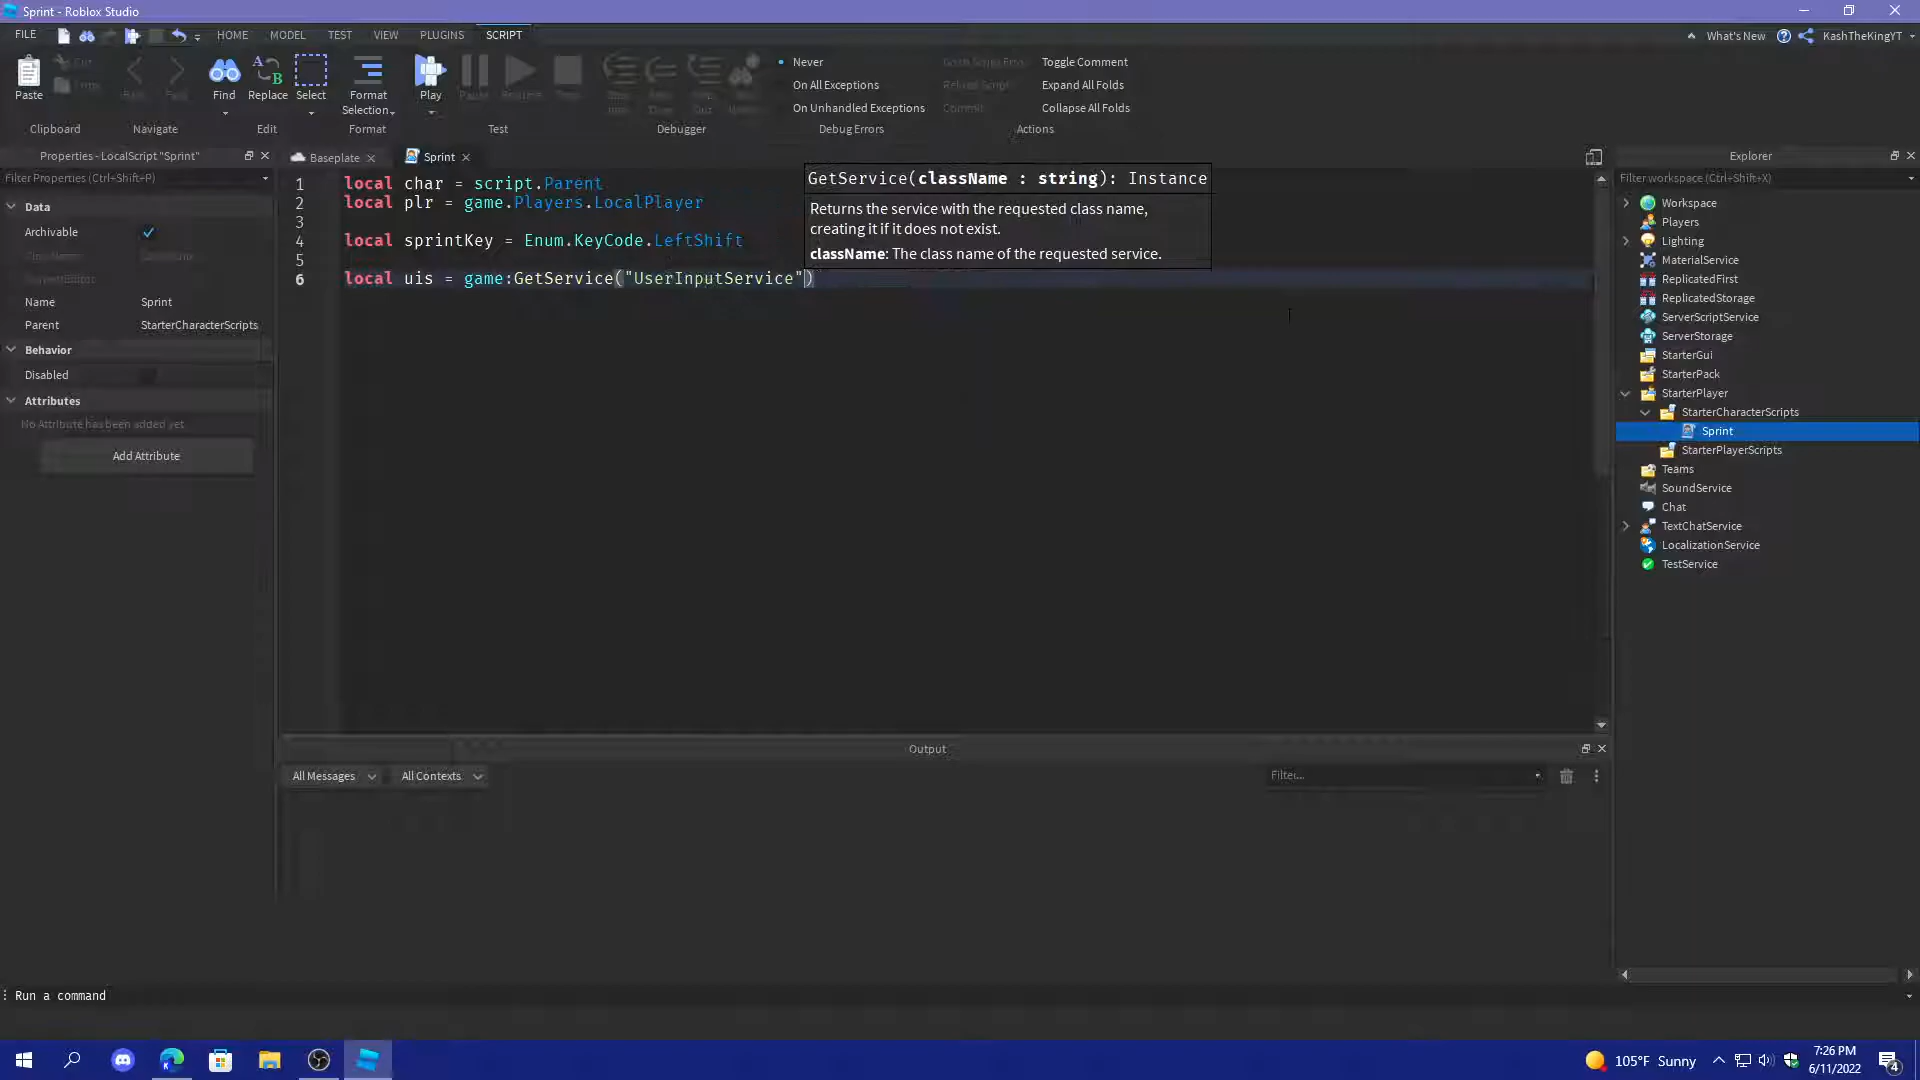 Sprint - Roblox Studio
FILE HOME MODEL TEST VIEW PLUGINS SCRIPT What's New KashTheKingYT
Paste Find Replace Select Format Selection Play
Never Toggle Comment
On All Exceptions Expand All Folds
On Unhandled Exceptions Collapse All Folds
Clipboard Navigate Edit Format Test Debugger Debug Errors Actions
Properties - LocalScript "Sprint"
Filter Properties (Ctrl+Shift+P)
Data
Archivable
Name Sprint
Parent StarterCharacterScripts
Behavior
Disabled
Attributes
No Attribute has been added yet
Add Attribute
Baseplate Sprint
1 local char = script.Parent
2 local plr = game.Players.LocalPlayer
3
4 local sprintKey = Enum.KeyCode.LeftShift
5
6 local uis = game:GetService("UserInputService")
GetService(className : string): Instance
Returns the service with the requested class name,
creating it if it does not exist.
className: The class name of the requested service.
Output
All Messages All Contexts Filter...
Explorer
Filter workspace (Ctrl+Shift+X)
Workspace
Players
Lighting
MaterialService
ReplicatedFirst
ReplicatedStorage
ServerScriptService
ServerStorage
StarterGui
StarterPack
StarterPlayer
StarterCharacterScripts
Sprint
StarterPlayerScripts
Teams
SoundService
Chat
TextChatService
LocalizationService
TestService
Run a command
105°F Sunny
7:26 PM
6/11/2022
4